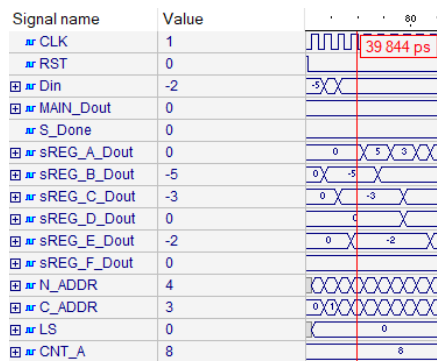 Signal name Value 80
CLK 1 39 844 ps
RST 0
Din -2 -5
MAIN_Dout 0
S_Done 0
sREG_A_Dout 0 0 5 3
sREG_B_Dout -5 0 -5
sREG_C_Dout -3 0 -3
sREG_D_Dout 0
sREG_E_Dout -2 0 -2
sREG_F_Dout 0
N_ADDR 4
C_ADDR 3 0 1
LS 0 0
CNT_A 8 8